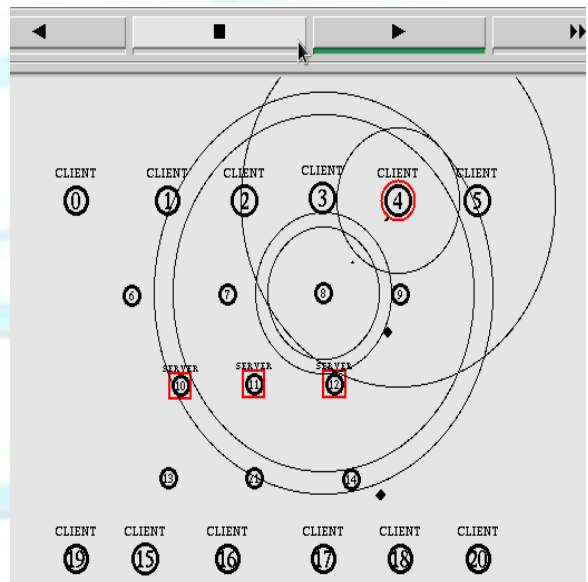 CLIENT CLIENT CLIENT CLIENT CLIENT CLIENT
0 1 2 3 4 5
6 7 8 9
SERVER SERVER SERVER
10 11 12
13 21 14
CLIENT CLIENT CLIENT CLIENT CLIENT CLIENT
19 15 16 17 18 20